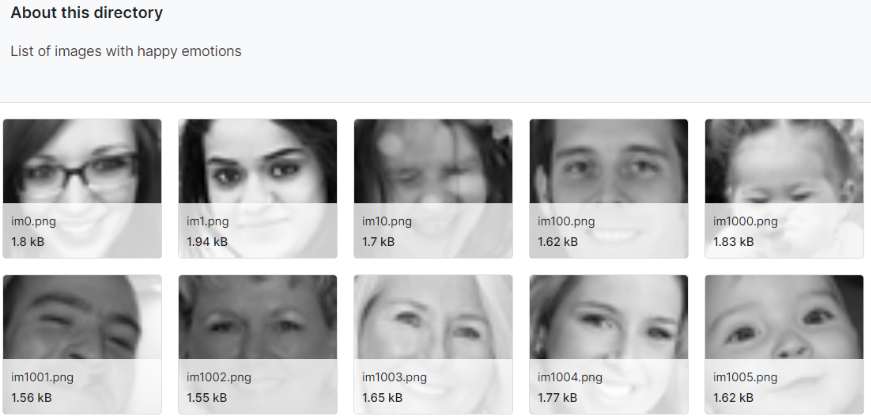 About this directory
List of images with happy emotions
im0.png
1.8 kB
im1.png
1.94 kB
im10.png
1.7 kB
im100.png
1.62 kB
im1000.png
1.83 kB
im1001.png
1.56 kB
im1002.png
1.55 kB
im1003.png
1.65 kB
im1004.png
1.77 kB
im1005.png
1.62 kB